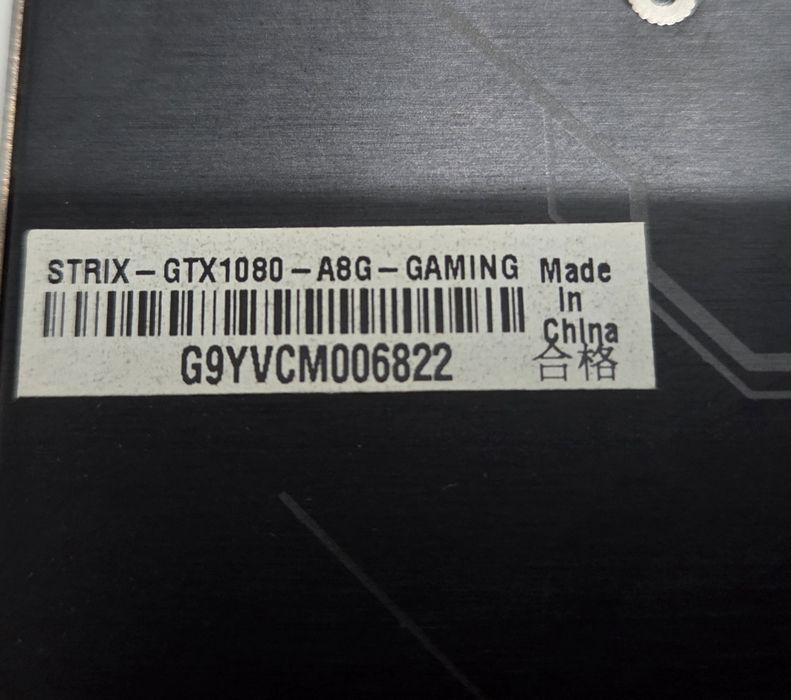 STRIX-GTX1080-A8G-GAMING
Made
In
China
G9YVCM006822
合格